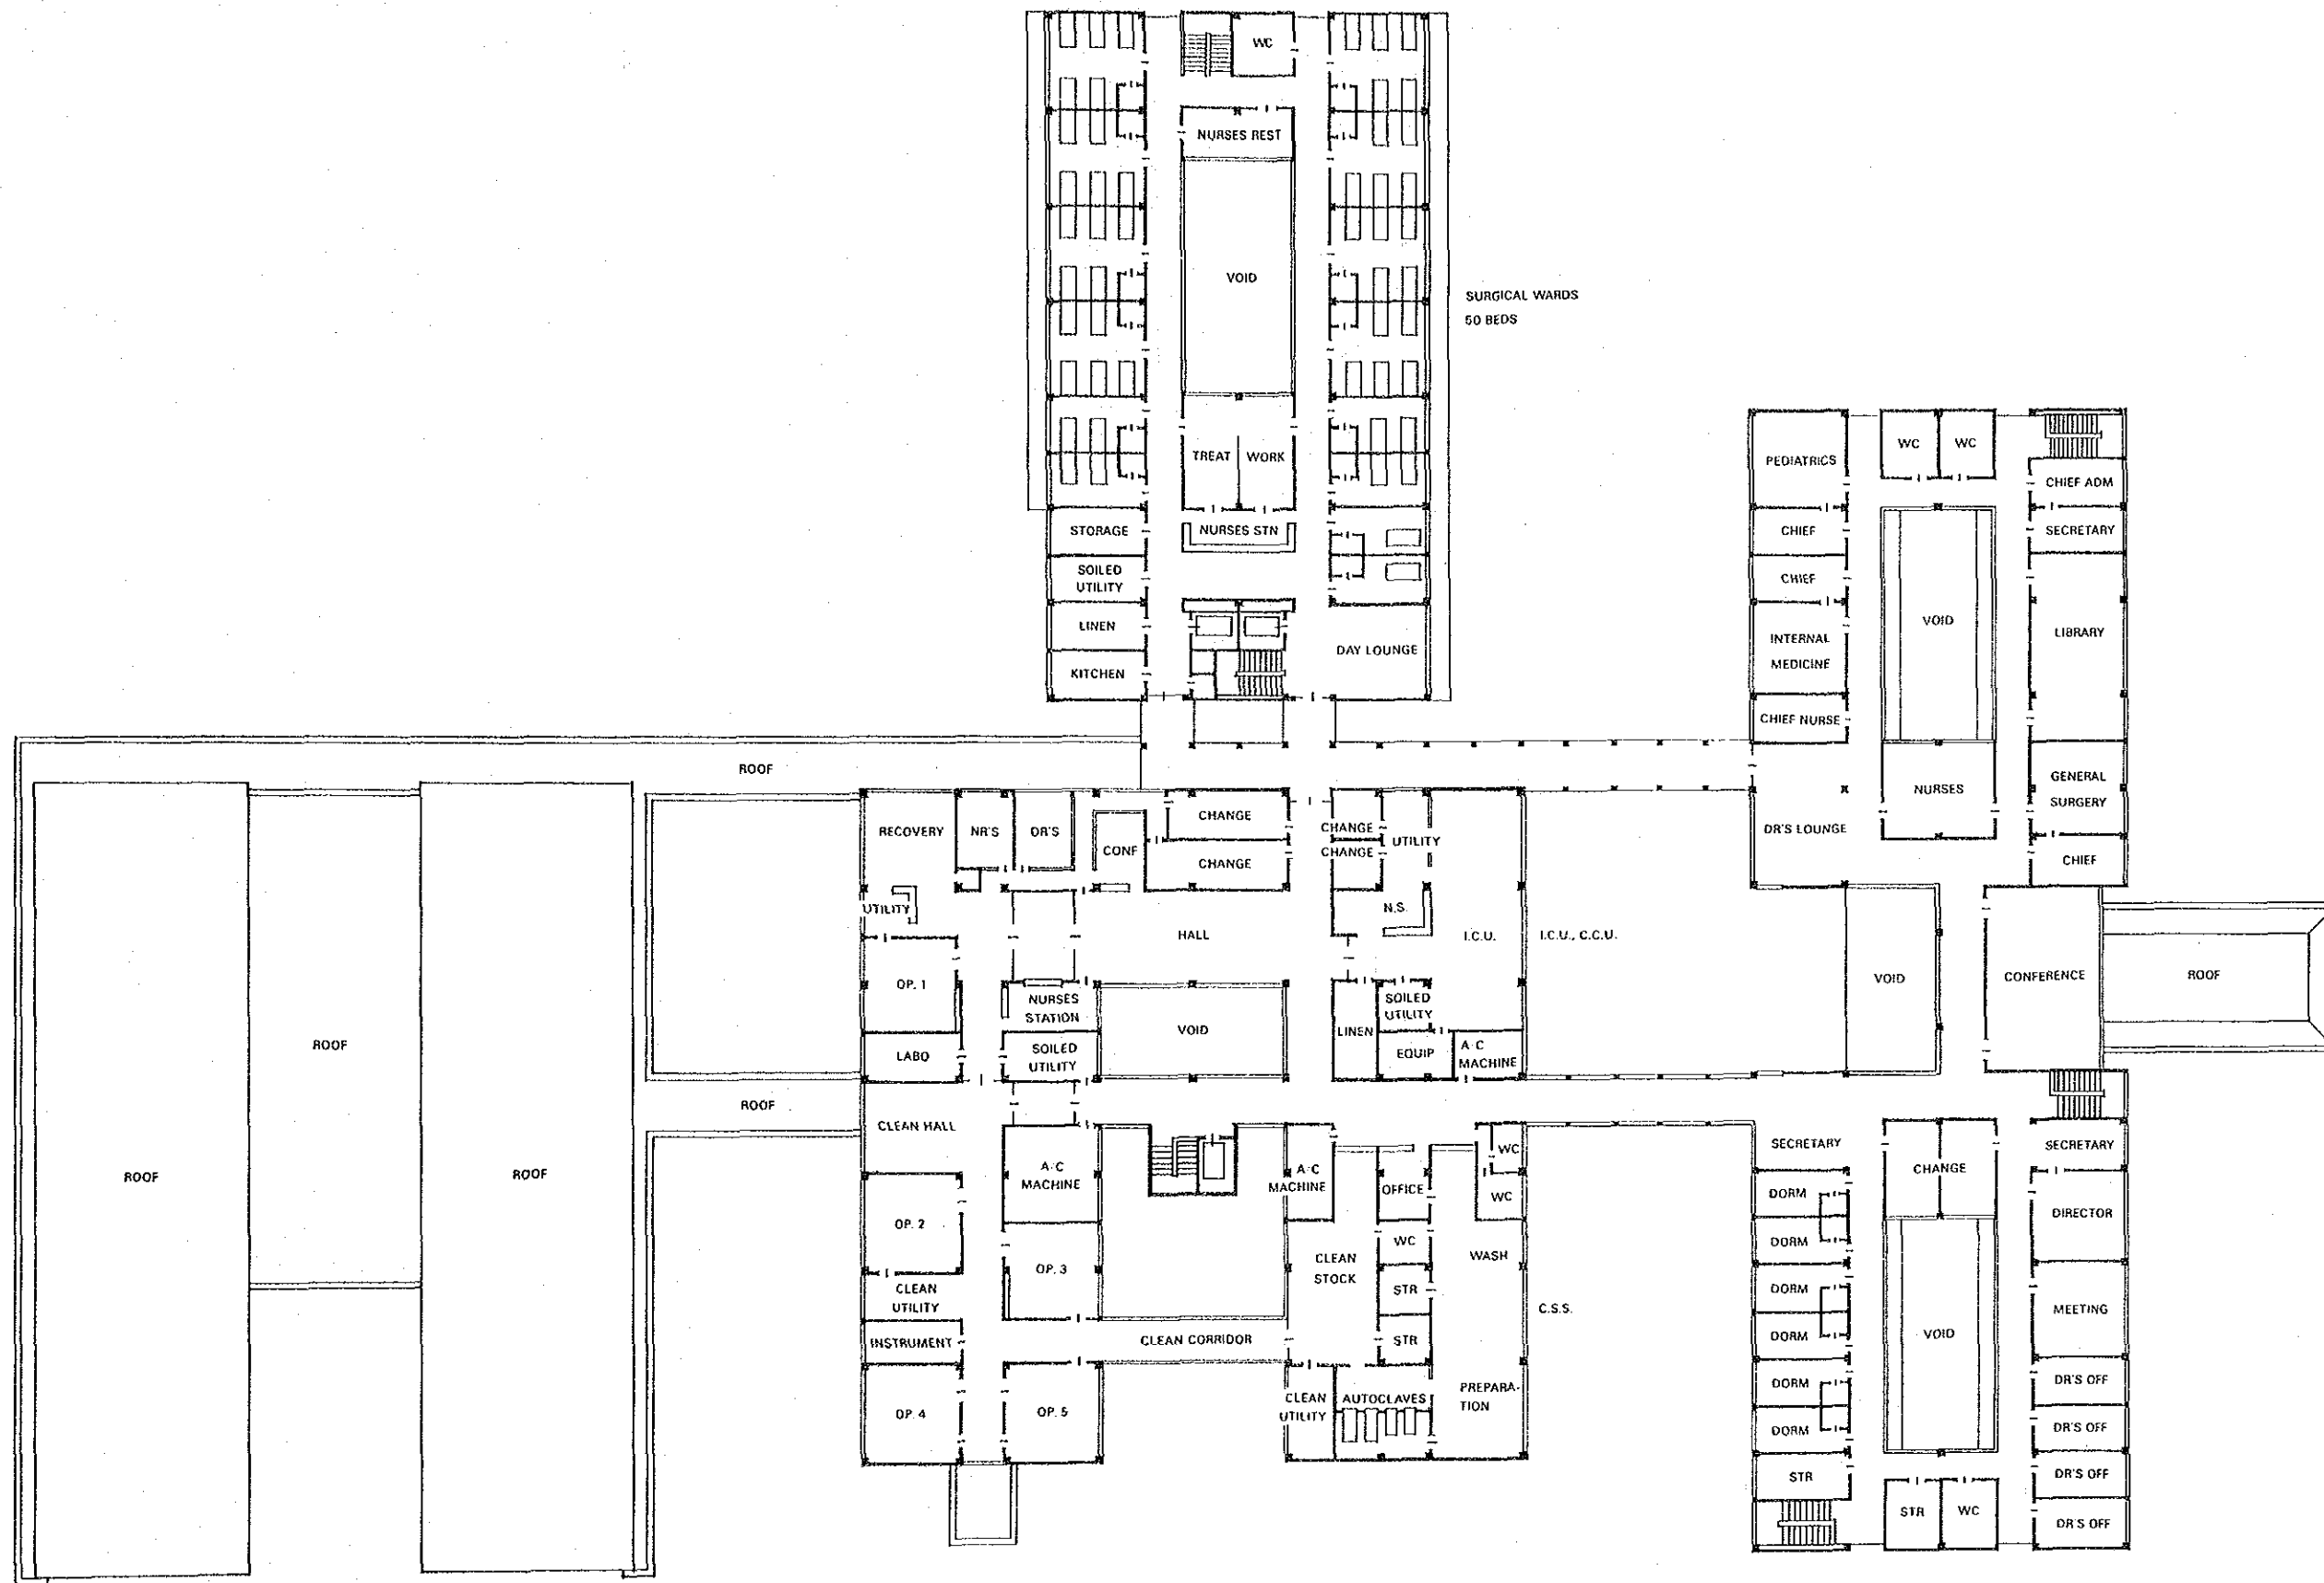 WC
NURSES REST
VOID
SURGICAL WARDS
50 BEDS
TREAT
WORK
STORAGE
NURSES STN
SOILED
UTILITY
LINEN
KITCHEN
DAY LOUNGE
PEDIATRICS
WC
WC
CHIEF ADM
CHIEF
SECRETARY
CHIEF
VOID
LIBRARY
INTERNAL
MEDICINE
CHIEF NURSE
NURSES
GENERAL
SURGERY
DR'S LOUNGE
CHIEF
ROOF
RECOVERY
NR'S
DR'S
CONF
CHANGE
CHANGE
CHANGE
CHANGE
UTILITY
UTILITY
N.S.
HALL
I.C.U.
I.C.U., C.C.U.
OP. 1
NURSES
STATION
VOID
SOILED
UTILITY
LINEN
EQUIP
A·C
MACHINE
LABO
SOILED
UTILITY
VOID
CONFERENCE
ROOF
ROOF
ROOF
ROOF
ROOF
CLEAN HALL
A·C
MACHINE
A·C
MACHINE
OFFICE
WC
WC
OP. 2
OP. 3
CLEAN
STOCK
WC
WASH
STR
CLEAN
UTILITY
C.S.S.
INSTRUMENT
CLEAN CORRIDOR
STR
OP. 4
OP. 5
CLEAN
UTILITY
AUTOCLAVES
PREPARA-
TION
SECRETARY
CHANGE
SECRETARY
DORM
DORM
DIRECTOR
DORM
DORM
VOID
MEETING
DORM
DR'S OFF
DORM
DR'S OFF
STR
DR'S OFF
STR
WC
DR'S OFF